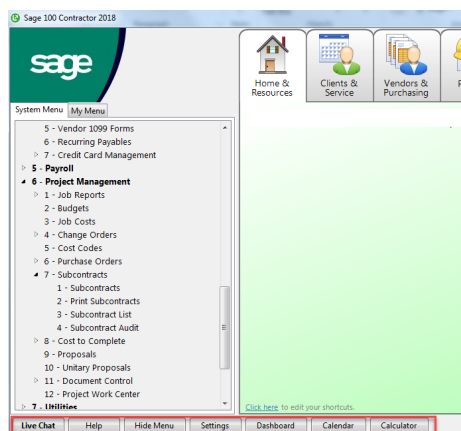 Sage 100 Contractor 2018
sage
Home &
Resources
Clients &
Service
Vendors &
Purchasing
System Menu
My Menu
5 - Vendor 1099 Forms
6 - Recurring Payables
7 - Credit Card Management
5 - Payroll
6 - Project Management
1 - Job Reports
2 - Budgets
3 - Job Costs
4 - Change Orders
5 - Cost Codes
6 - Purchase Orders
7 - Subcontracts
1 - Subcontracts
2 - Print Subcontracts
3 - Subcontract List
4 - Subcontract Audit
8 - Cost to Complete
9 - Proposals
10 - Unitary Proposals
11 - Document Control
12 - Project Work Center
7 - Utilities
Click here to edit your shortcuts.
Live Chat
Help
Hide Menu
Settings
Dashboard
Calendar
Calculator